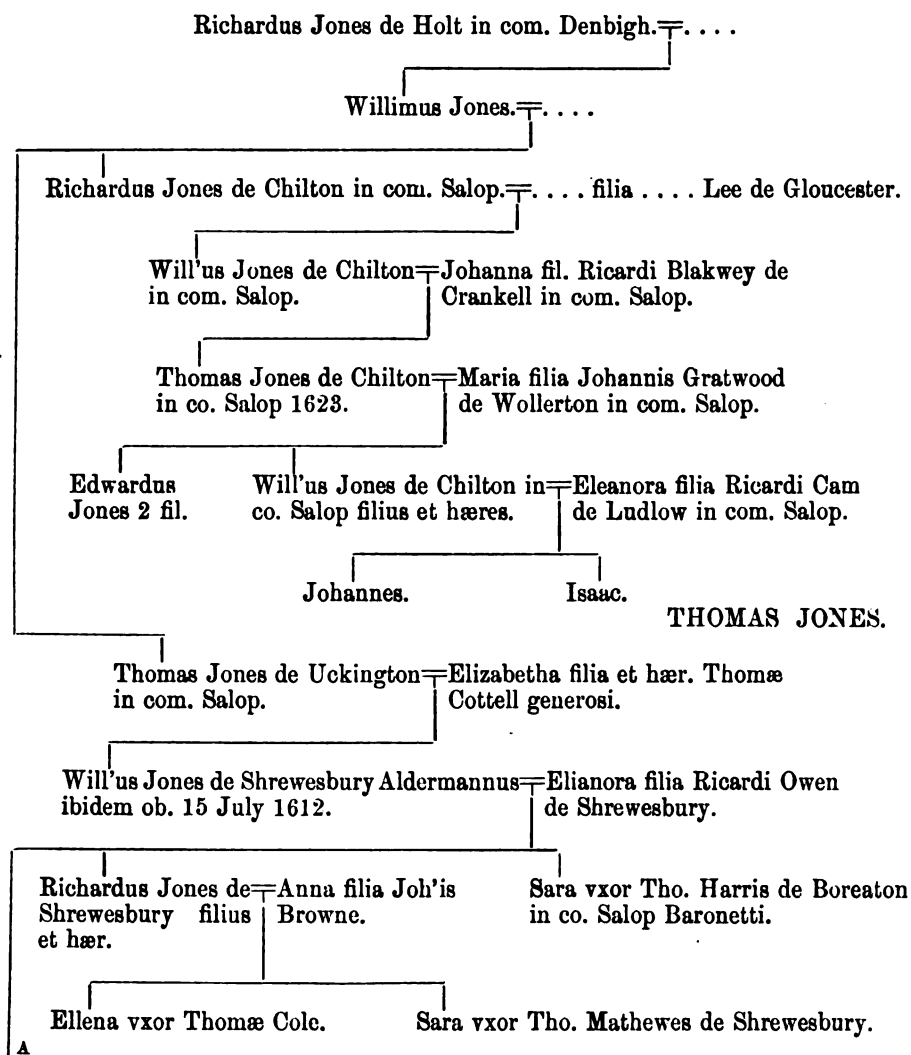 Richardus Jones de Holt in com. Denbigh.=. . . .
Willimus Jones.=. . . .
Richardus Jones de Chilton in com. Salop.=. . . . filia . . . . Lee de Gloucester.
Will'us Jones de Chilton=Johanna fil. Ricardi Blakwey de
in com. Salop. Crankell in com. Salop.
Thomas Jones de Chilton=Maria filia Johannis Gratwood
in co. Salop 1623. de Wollerton in com. Salop.
Edwardus Will'us Jones de Chilton in=Eleanora filia Ricardi Cam
Jones 2 fil. co. Salop filius et hæres. de Ludlow in com. Salop.
Johannes. Isaac.
THOMAS JONES.
Thomas Jones de Uckington=Elizabetha filia et hær. Thomæ
in com. Salop. Cottell generosi.
Will'us Jones de Shrewesbury Aldermannus=Elianora filia Ricardi Owen
ibidem ob. 15 July 1612. de Shrewesbury.
Richardus Jones de=Anna filia Joh'is Sara vxor Tho. Harris de Boreaton
Shrewesbury filius Browne. in co. Salop Baronetti.
et hær.
Ellena vxor Thomæ Cole. Sara vxor Tho. Mathewes de Shrewesbury.
A